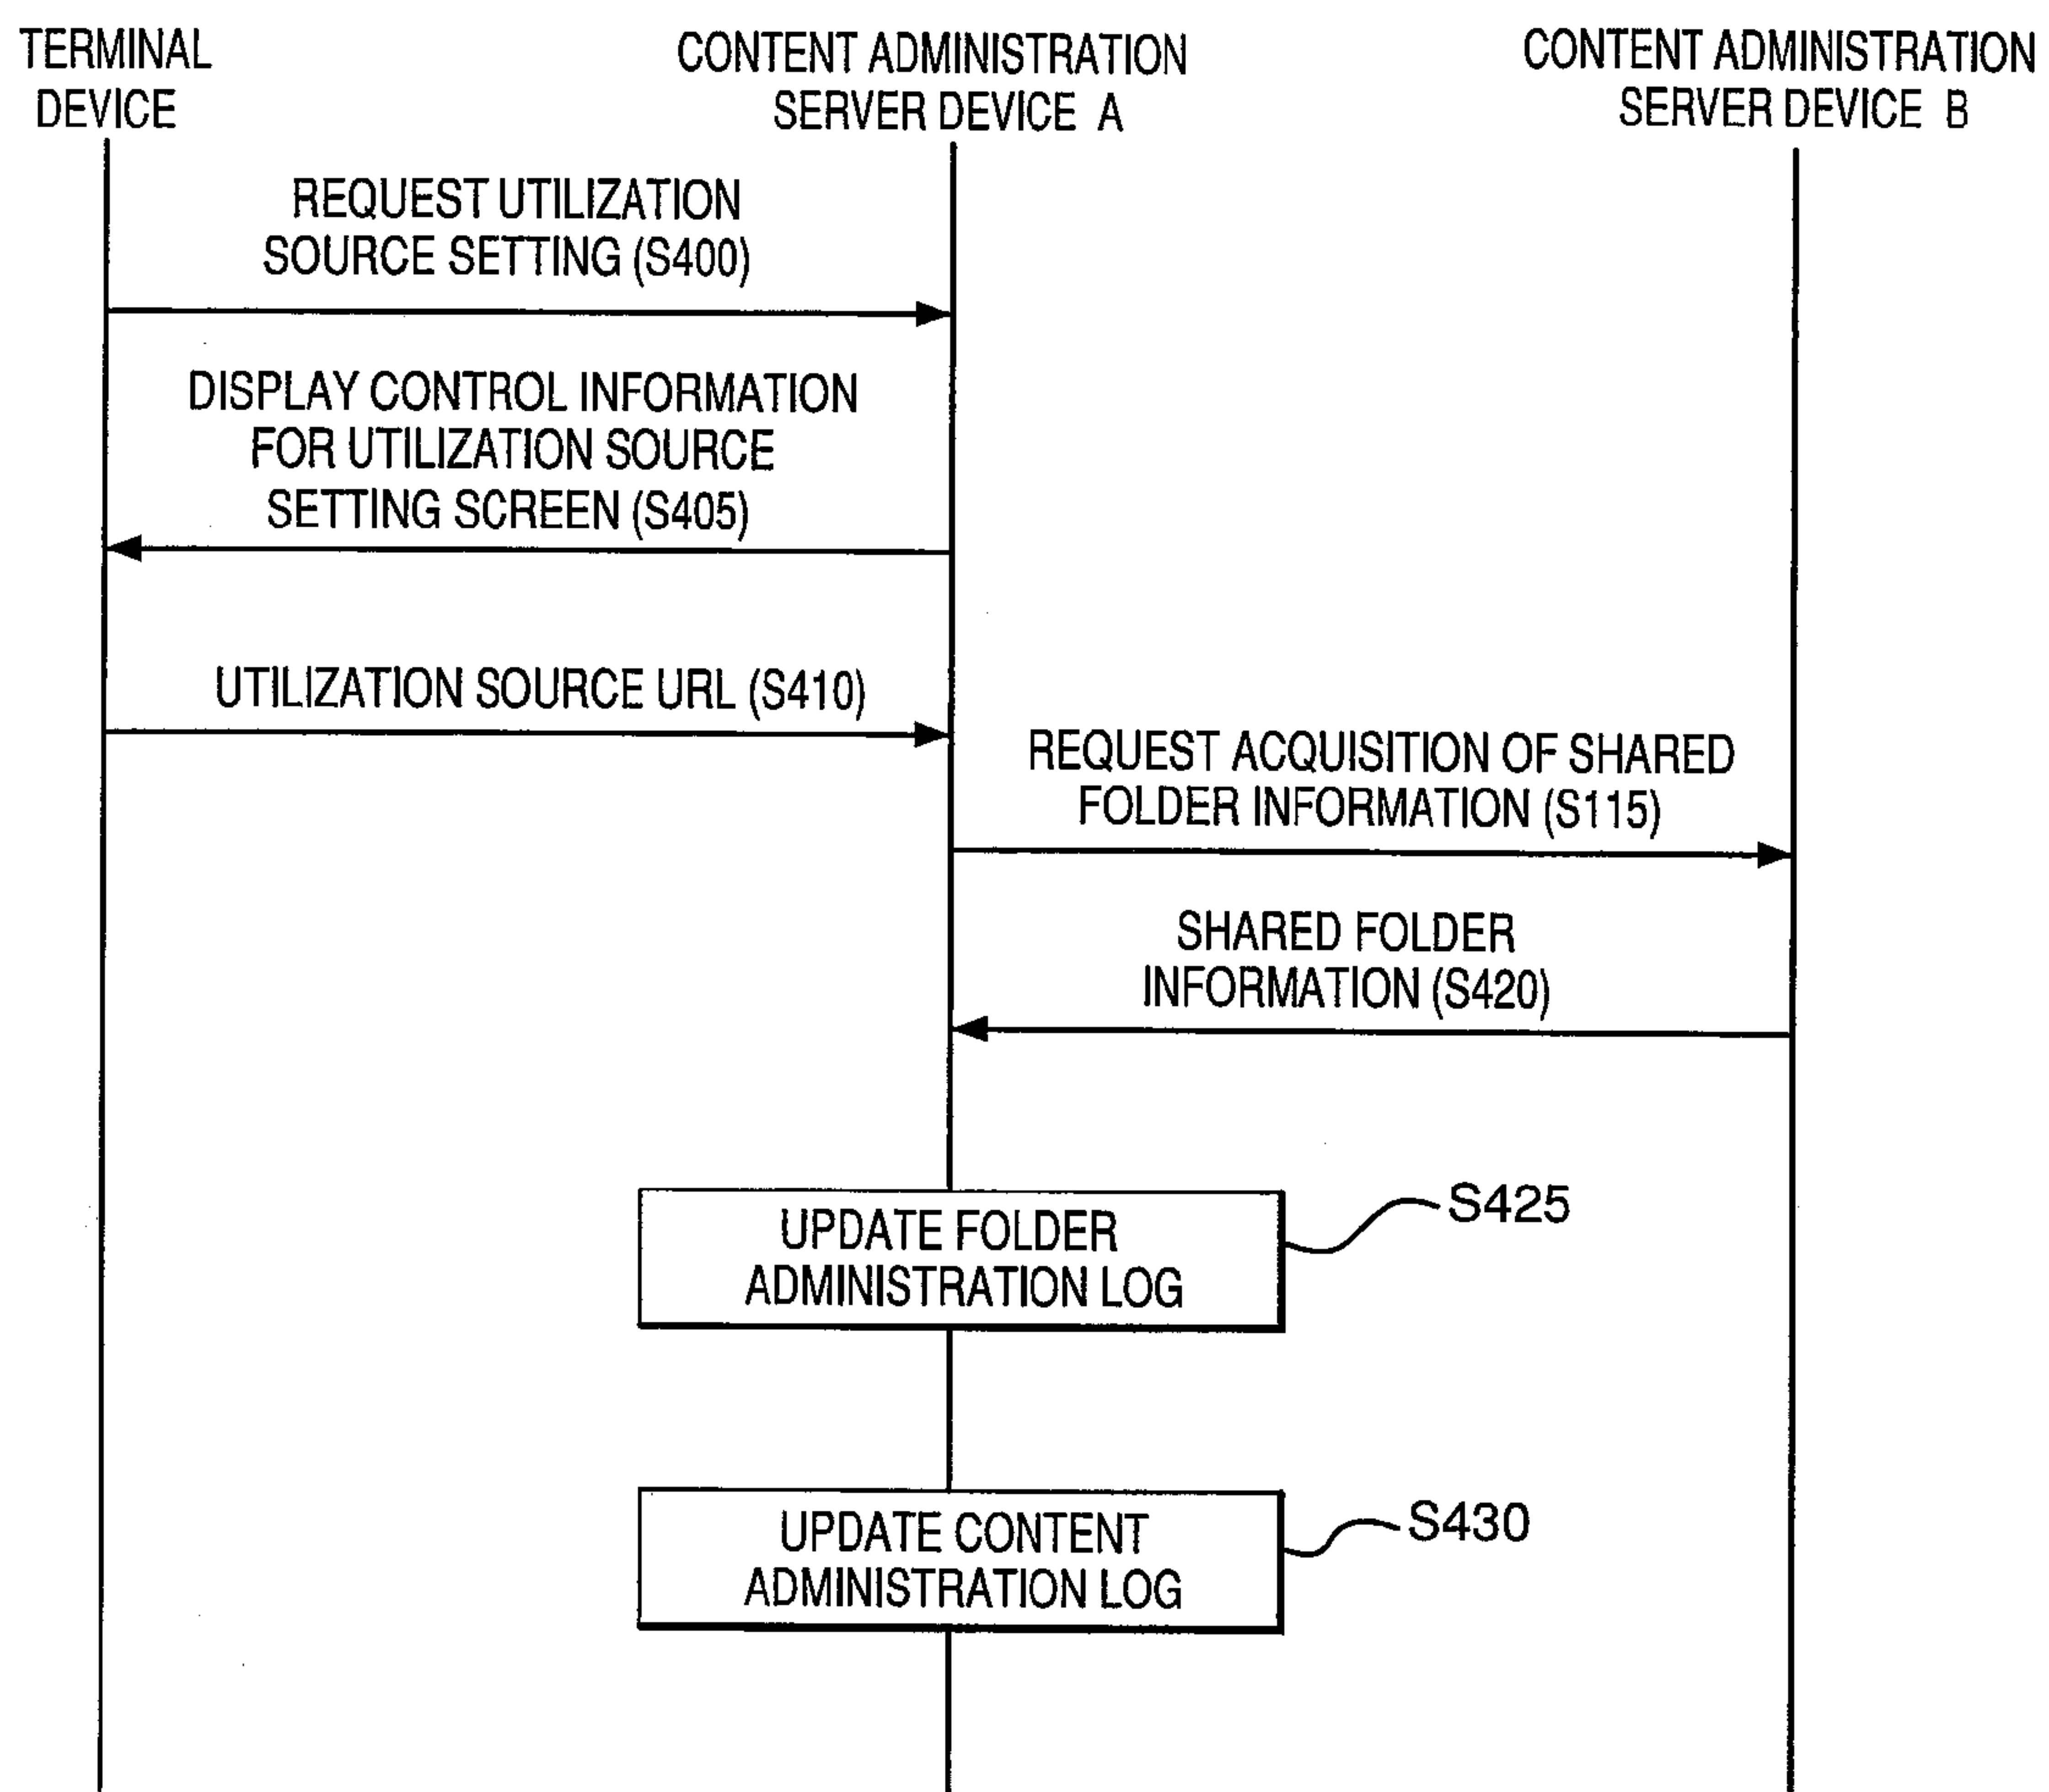 TERMINAL
DEVICE
CONTENT ADMINISTRATION
SERVER DEVICE A
CONTENT ADMINISTRATION
SERVER DEVICE B
REQUEST UTILIZATION
SOURCE SETTING (S400)
DISPLAY CONTROL INFORMATION
FOR UTILIZATION SOURCE
SETTING SCREEN (S405)
UTILIZATION SOURCE URL (S410)
REQUEST ACQUISITION OF SHARED
FOLDER INFORMATION (S115)
SHARED FOLDER
INFORMATION (S420)
UPDATE FOLDER
ADMINISTRATION LOG
S425
UPDATE CONTENT
ADMINISTRATION LOG
S430